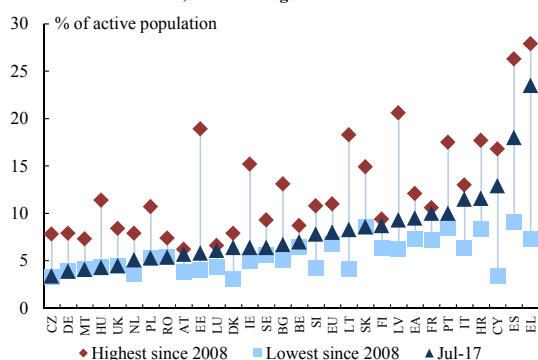 % of active population
30
25
20
15
10
5
0
CZ DE MT HU UK NL PL RO AT EE LU DK IE SE BG BE SI EU LT SK FI LV EA FR PT IT HR CY ES EL
Highest since 2008 Lowest since 2008 Jul-17